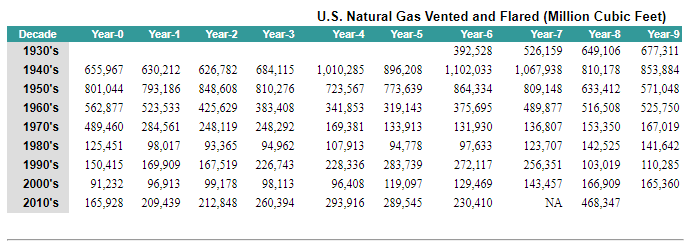 U.S. Natural Gas Vented and Flared (Million Cubic Feet)
Decade Year-0 Year-1 Year-2 Year-3 Year-4 Year-5 Year-6 Year-7 Year-8 Year-9
1930's 392,528 526,159 649,106 677,311
1940's 655,967 630,212 626,782 684,115 1,010,285 896,208 1,102,033 1,067,938 810,178 853,884
1950's 801,044 793,186 848,608 810,276 723,567 773,639 864,334 809,148 633,412 571,048
1960's 562,877 523,533 425,629 383,408 341,853 319,143 375,695 489,877 516,508 525,750
1970's 489,460 284,561 248,119 248,292 169,381 133,913 131,930 136,807 153,350 167,019
1980's 125,451 98,017 93,365 94,962 107,913 94,778 97,633 123,707 142,525 141,642
1990's 150,415 169,909 167,519 226,743 228,336 283,739 272,117 256,351 103,019 110,285
2000's 91,232 96,913 99,178 98,113 96,408 119,097 129,469 143,457 166,909 165,360
2010's 165,928 209,439 212,848 260,394 293,916 289,545 230,410 NA 468,347